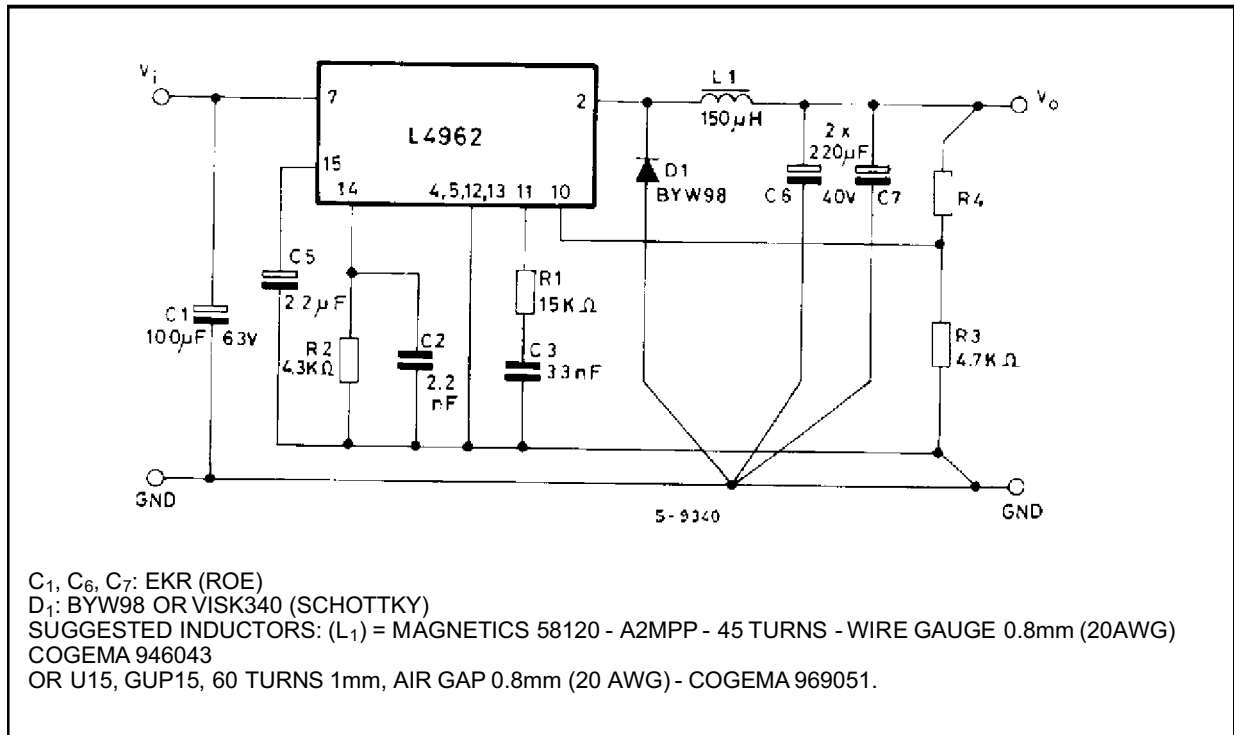 Vi
7
L4962
2
L1
150µH
Vo
15
14
4,5,12,13
11
10
D1
BYW98
2 x
220µF
C6
40V
C7
R4
C5
2.2µF
R1
15KΩ
C1
100µF
63V
R2
4.3KΩ
C2
2.2
nF
C3
33nF
R3
4.7KΩ
GND
S-9340
GND
C1, C6, C7: EKR (ROE)
D1: BYW98 OR VISK340 (SCHOTTKY)
SUGGESTED INDUCTORS: (L1) = MAGNETICS 58120 - A2MPP - 45 TURNS - WIRE GAUGE 0.8mm (20AWG)
COGEMA 946043
OR U15, GUP15, 60 TURNS 1mm, AIR GAP 0.8mm (20 AWG) - COGEMA 969051.